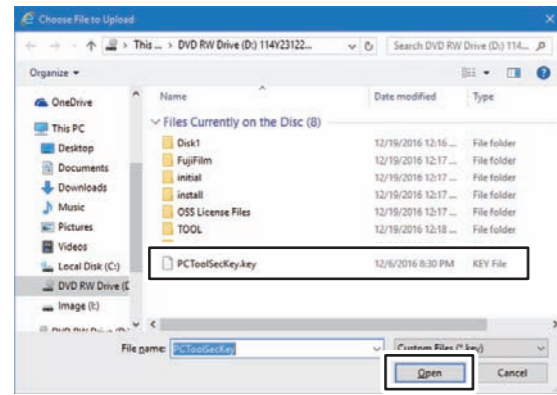 Choose File to Upload
This ... > DVD RW Drive (D:) 114Y23122...
Search DVD RW Drive (D:) 114...
Organize
Name
Date modified
Type
OneDrive
This PC
Desktop
Documents
Downloads
Music
Pictures
Videos
Local Disk (C:)
DVD RW Drive (D
Image (I:)
Files Currently on the Disc (8)
Disk1 12/19/2016 12:16 ... File folder
FujiFilm 12/19/2016 12:17 ... File folder
initial 12/19/2016 12:17 ... File folder
install 12/19/2016 12:17 ... File folder
OSS License Files 12/19/2016 12:17 ... File folder
TOOL 12/19/2016 12:18 ... File folder
PCToolSecKey.key 12/6/2016 8:30 PM KEY File
File name: PCToolSecKey
Custom Files (*.key)
Open
Cancel